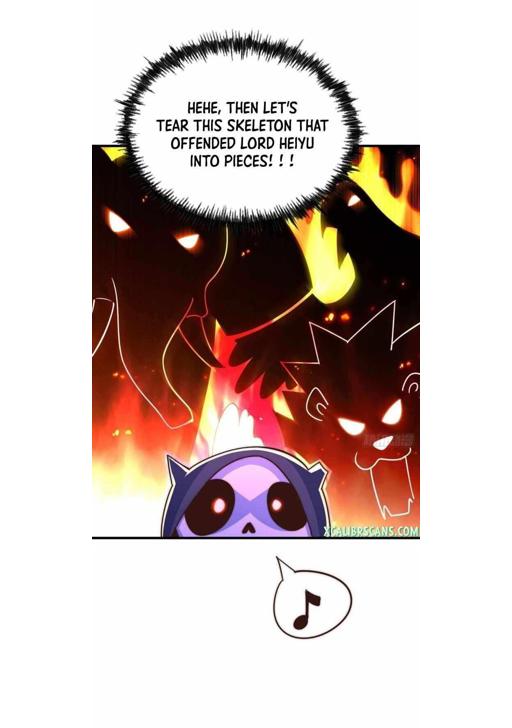 HEHE, THEN LET'S
TEAR THIS SKELETON THAT
OFFENDED LORD HEIYU
INTO PIECES! ! !
XCALIBRSCANS.COM